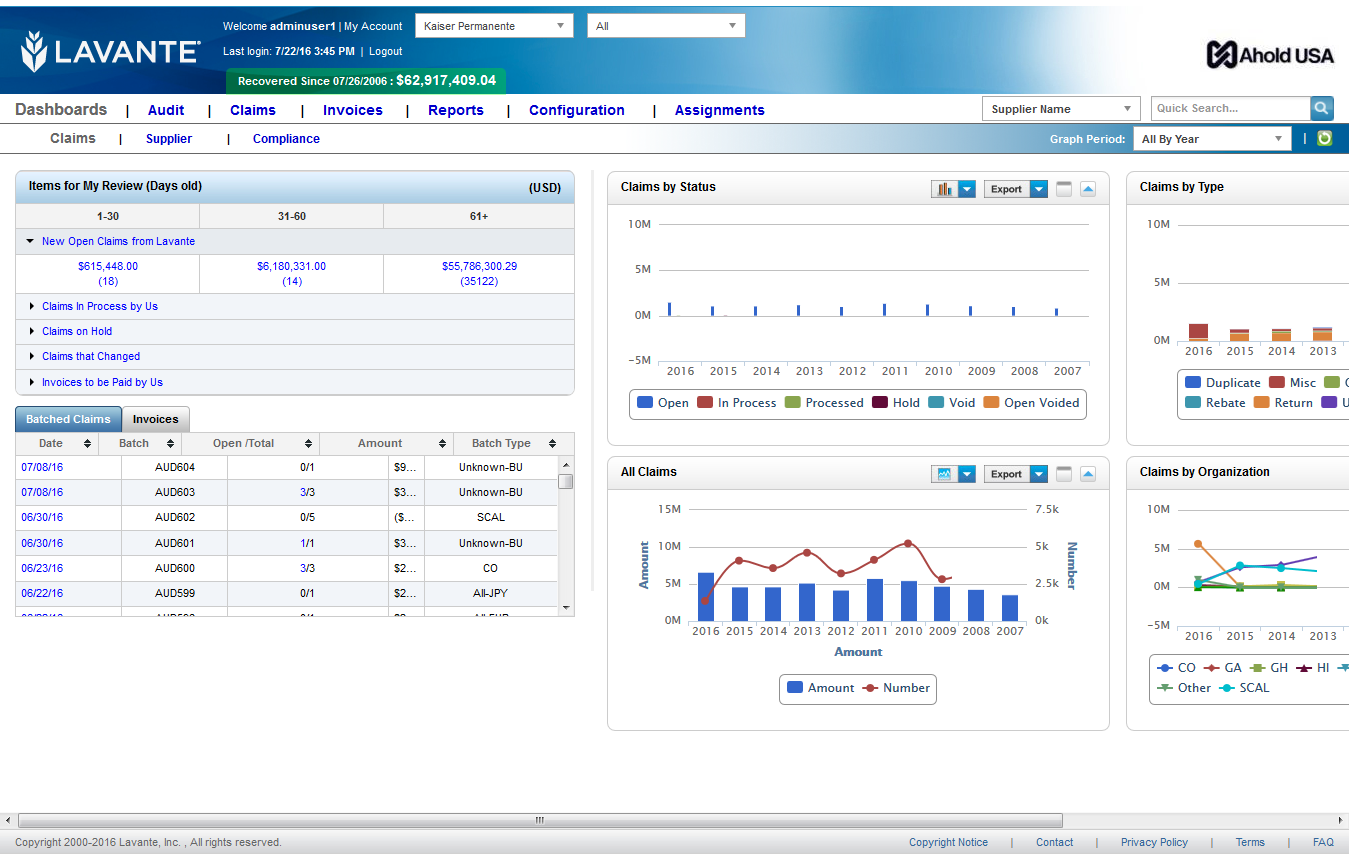 Welcome adminuser1 | My Account Kaiser Permanente All
LAVANTE®
Last login: 7/22/16 3:45 PM | Logout
Ahold USA
Recovered Since 07/26/2006 : $62,917,409.04
Dashboards | Audit | Claims | Invoices | Reports | Configuration | Assignments Supplier Name Quick Search...
Claims | Supplier | Compliance Graph Period: All By Year |
Items for My Review (Days old) (USD)
1-30 31-60 61+
New Open Claims from Lavante
$615,448.00 $6,180,331.00 $55,786,300.29
(18) (14) (35122)
Claims In Process by Us
Claims on Hold
Claims that Changed
Invoices to be Paid by Us
Batched Claims Invoices
Date Batch Open /Total Amount Batch Type
07/08/16 AUD604 0/1 $9... Unknown-BU
07/08/16 AUD603 3/3 $3... Unknown-BU
06/30/16 AUD602 0/5 ($... SCAL
06/30/16 AUD601 1/1 $3... Unknown-BU
06/23/16 AUD600 3/3 $2... CO
06/22/16 AUD599 0/1 $2... All-JPY
Claims by Status Export
10M
5M
0M
−5M
2016 2015 2014 2013 2012 2011 2010 2009 2008 2007
Open In Process Processed Hold Void Open Voided
Claims by Type
10M
5M
0M
2016 2015 2014 2013
Duplicate Misc
Rebate Return
All Claims Export
15M 7.5k
10M 5k
5M 2.5k
0M 0k
Amount
Number
2016 2015 2014 2013 2012 2011 2010 2009 2008 2007
Amount
Amount Number
Claims by Organization
10M
5M
0M
−5M
2016 2015 2014 2013
CO GA GH HI
Other SCAL
Copyright 2000-2016 Lavante, Inc. , All rights reserved. Copyright Notice | Contact | Privacy Policy | Terms | FAQ